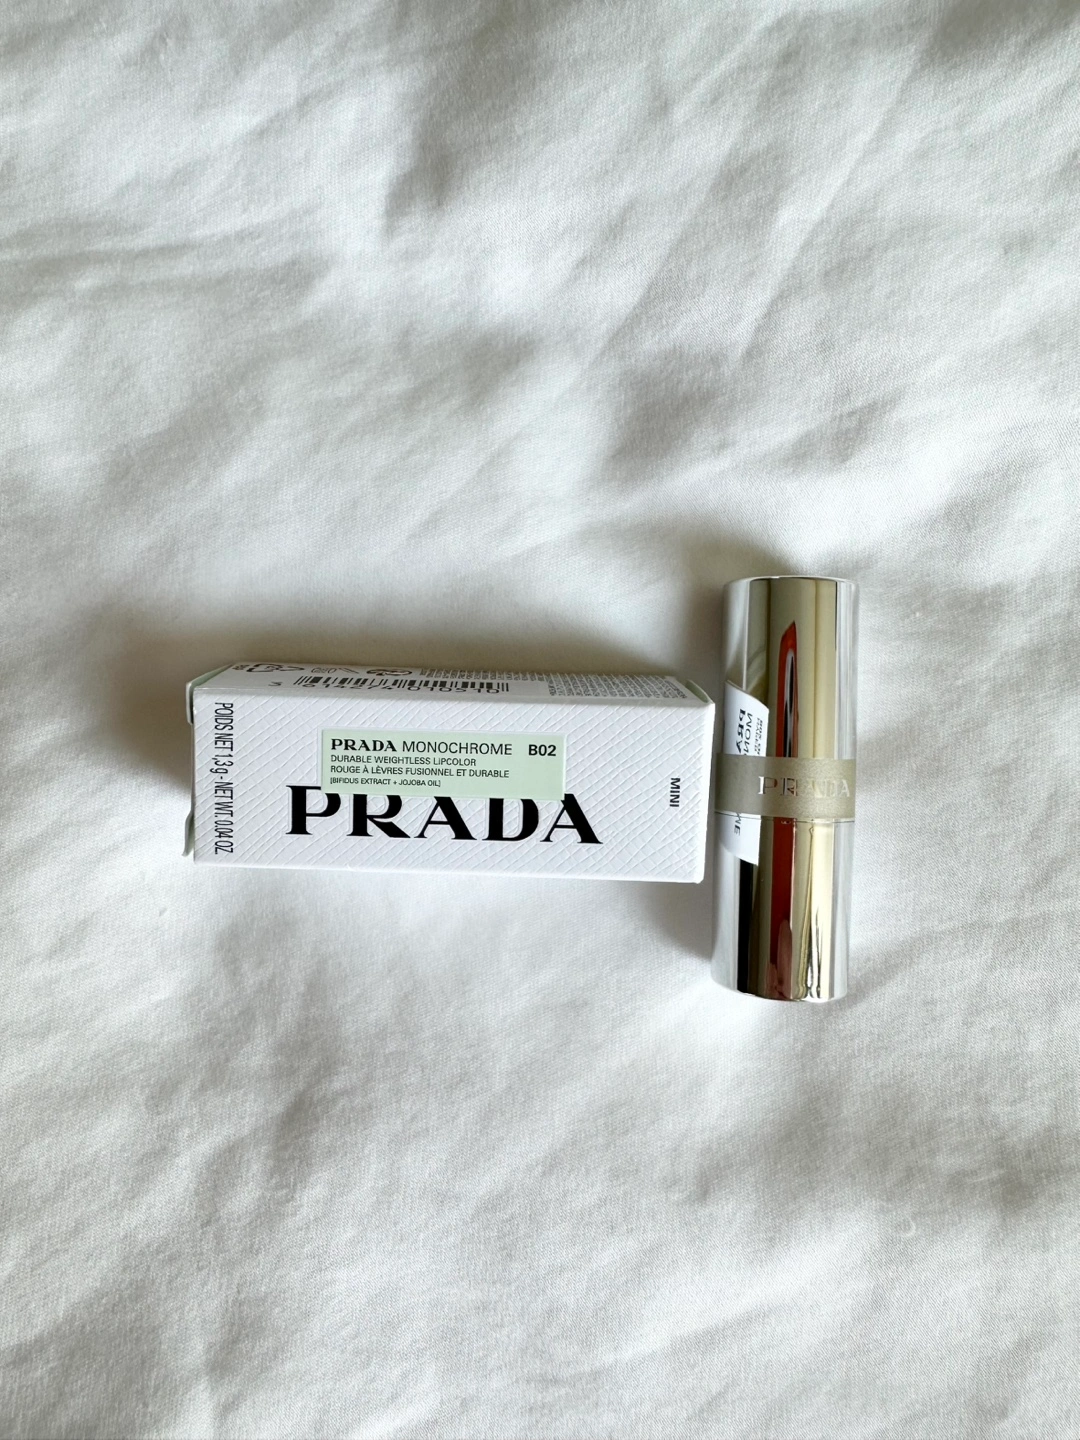 POIDS NET 1,3 g - NET WT. 0.04 OZ.
PRADA MONOCHROME B02
DURABLE WEIGHTLESS LIPCOLOR
ROUGE À LÈVRES FUSIONNEL ET DURABLE
[BIFIDUS EXTRACT + JOJOBA OIL]
PRADA
MINI
PRADA